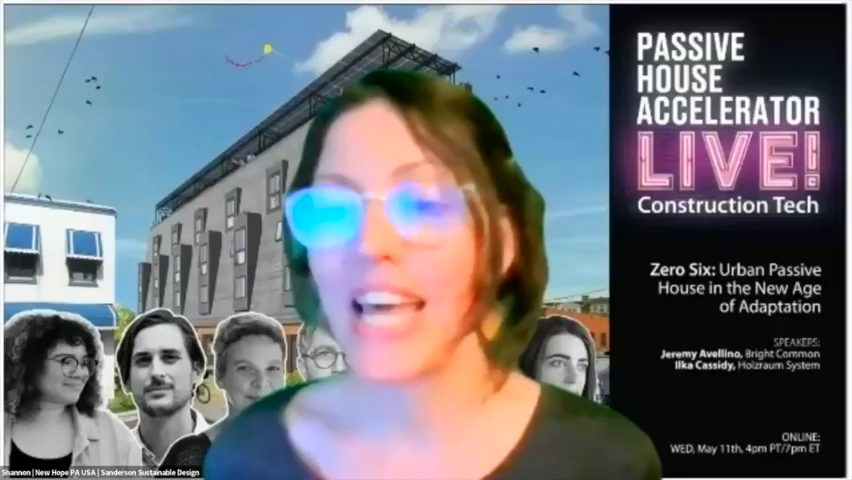 PASSIVE
HOUSE
ACCELERATOR
LIVE!
Construction Tech
Zero Six: Urban Passive
House in the New Age
of Adaptation
SPEAKERS:
Jeremy Avellino, Bright Common
Ilka Cassidy, Holzraum System
ONLINE:
WED, May 11th, 4pm PT/7pm ET
Shannon | New Hope PA USA | Sanderson Sustainable Design